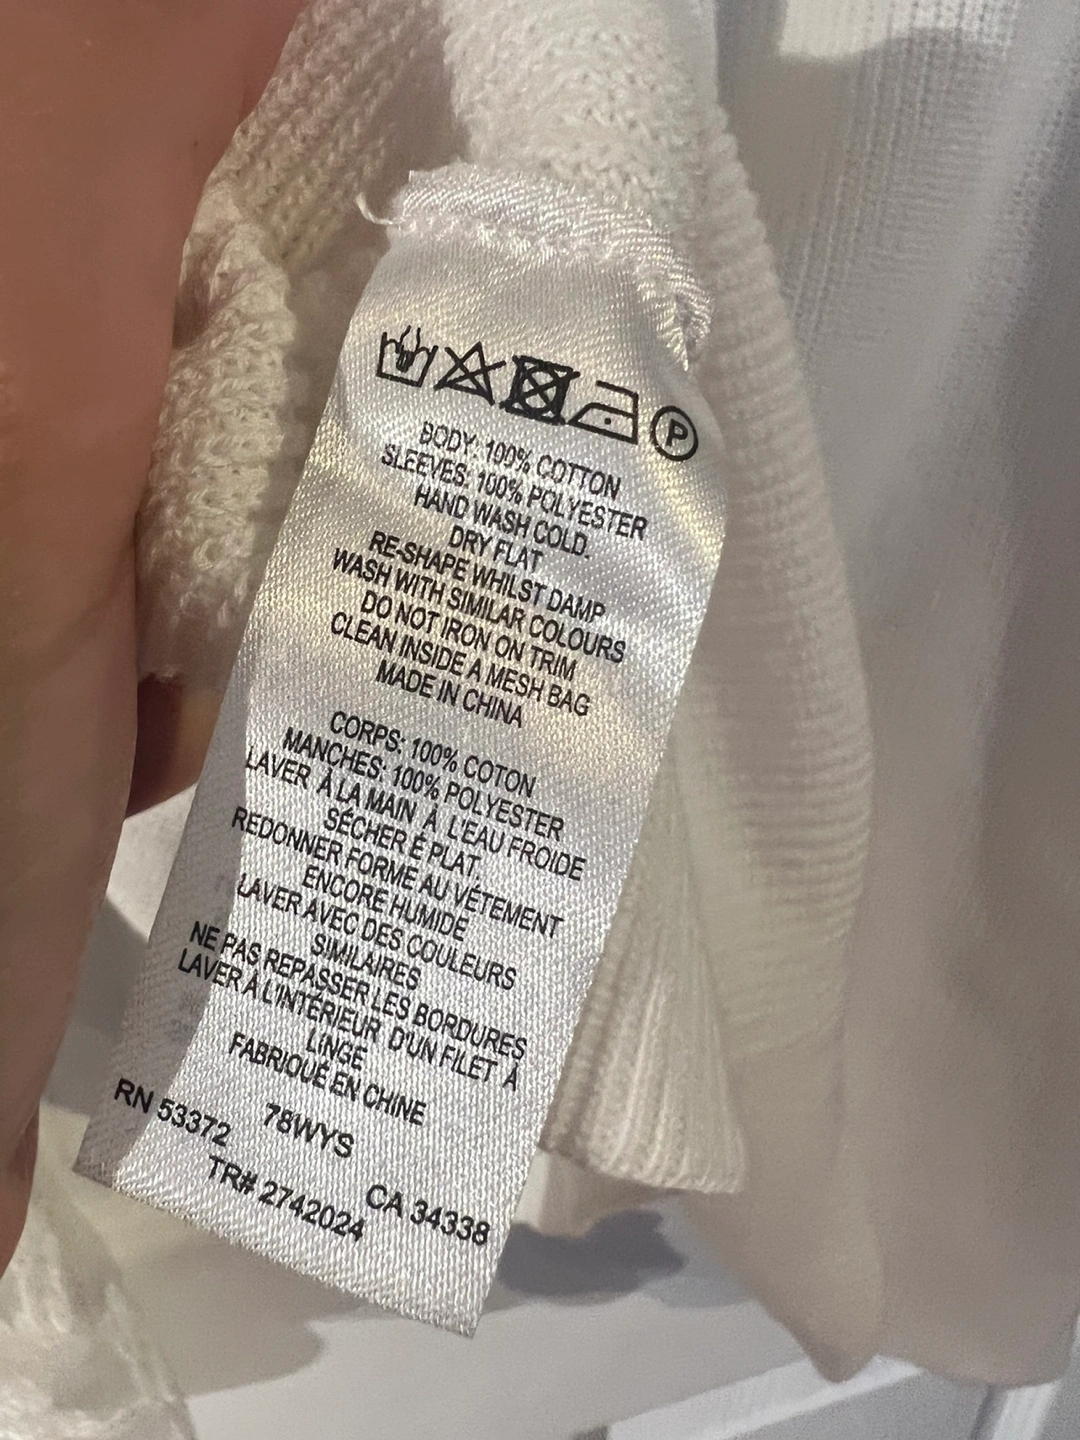 P
BODY: 100% COTTON
SLEEVES: 100% POLYESTER
HAND WASH COLD.
DRY FLAT
RE-SHAPE WHILST DAMP
WASH WITH SIMILAR COLOURS
DO NOT IRON ON TRIM
CLEAN INSIDE A MESH BAG
MADE IN CHINA
CORPS: 100% COTON
MANCHES: 100% POLYESTER
LAVER À LA MAIN À L'EAU FROIDE
SÉCHER È PLAT.
REDONNER FORME AU VÉTEMENT
ENCORE HUMIDE
LAVER AVEC DES COULEURS
SIMILAIRES
NE PAS REPASSER LES BORDURES
LAVER À L'INTÉRIEUR D'UN FILET À
LINGE
FABRIQUÉ EN CHINE
78WYS
RN 53372 CA 34338
TR# 2742024